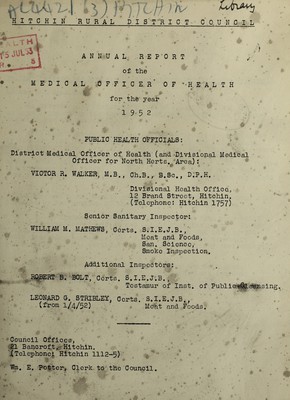 Library
HITCHIN RURAL DISTRICT COUNCIL
ANNUAL REPORT
of the
MEDICAL OFFICER OF HEALTH
for the year
1952
PUBLIC HEALTH OFFICIALS:
District Medical Officer of Health (and Divisional Medical
Officer for North Herts. Area):
VICTOR R. WALKER, M.B., Ch.B., B.Sc., D.P.H.
Divisional Health Office,
12 Brand Street, Hitchin.
(Telephone: Hitchin 1757)
Senior Sanitary Inspector:
WILLIAM M. MATHEWS, Certs. S.I.E.J.B.,
Meat and Foods,
San. Science,
Smoke Inspection.
Additional Inspectors:
ROBERT B. BOLT, Certs. S.I.E.J.B.,
Testamur of Inst. of Public Cleansing.
LEONARD G. STRIBLEY, Certs. S.I.E.J.B.,
(from 1/4/52) Meat and Foods.
Council Offices,
21 Bancroft, Hitchin.
(Telephone: Hitchin 1112-5)
Wm. E. Potter, Clerk to the Council.